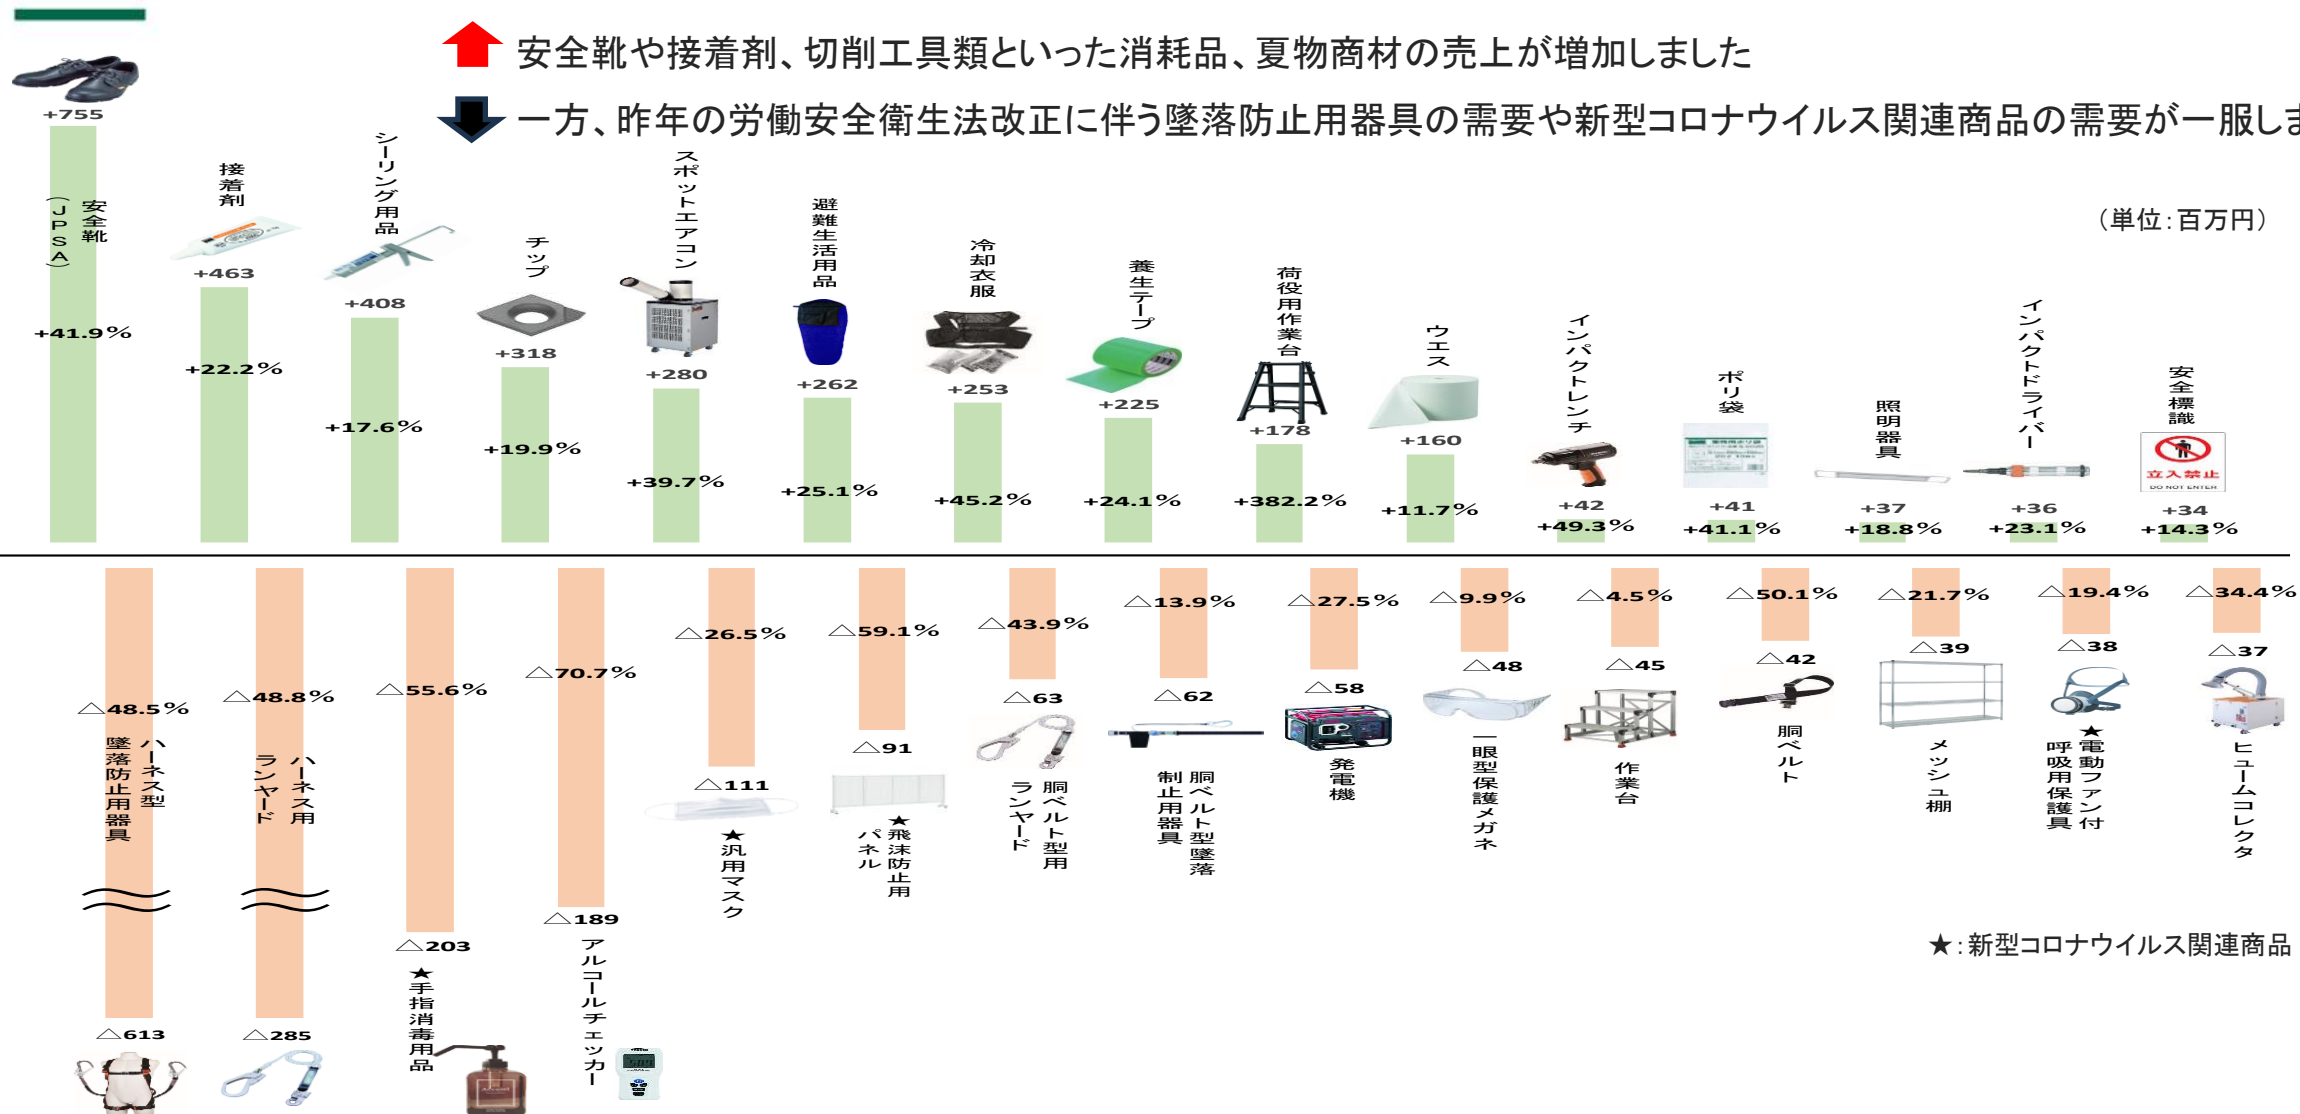 安全靴や接着剤、切削工具類といった消耗品、夏物商材の売上が増加しました
一方、昨年の労働安全衛生法改正に伴う墜落防止用器具の需要や新型コロナウイルス関連商品の需要が一服しま
（単位：百万円）
+755
安全靴
（JPSA）
+41.9%
接着剤
+463
+22.2%
シーリング用品
+408
+17.6%
チップ
+318
+19.9%
スポットエアコン
+280
+39.7%
避難生活用品
+262
+25.1%
冷却衣服
+253
+45.2%
養生テープ
+225
+24.1%
荷役用作業台
+178
+382.2%
ウエス
+160
+11.7%
インパクトレンチ
+42
+49.3%
ポリ袋
+41
+41.1%
照明器具
+37
+18.8%
インパクトドライバー
+36
+23.1%
安全標識
立入禁止
DO NOT ENTER
+34
+14.3%
△48.5%
ハーネス型
墜落防止用器具
△613
△48.8%
ハーネス用
ランヤード
△285
△55.6%
△203
★手指消毒用品
△70.7%
△189
アルコールチェッカー
△26.5%
△111
★汎用マスク
△59.1%
△91
★飛沫防止用
パネル
△43.9%
△63
胴ベルト型用
ランヤード
△13.9%
△62
胴ベルト型墜落
制止用器具
△27.5%
△58
発電機
△9.9%
△48
一眼型保護メガネ
△4.5%
△45
作業台
△50.1%
△42
胴ベルト
△21.7%
△39
メッシュ棚
△19.4%
△38
★電動ファン付
呼吸用保護具
△34.4%
△37
ヒュームコレクタ
★：新型コロナウイルス関連商品